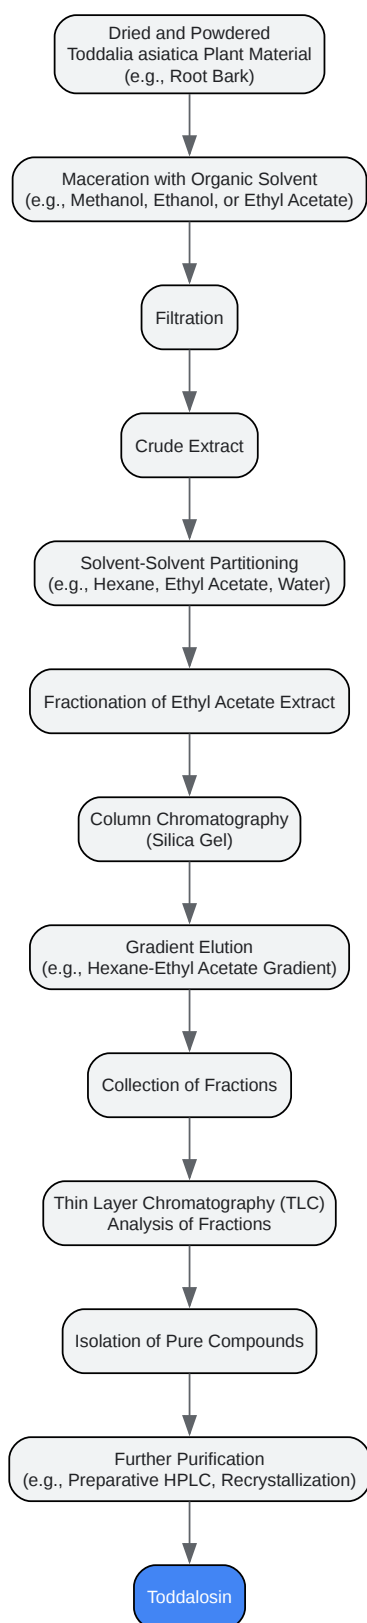 Dried and Powdered
Toddalia asiatica Plant Material
(e.g., Root Bark)
Maceration with Organic Solvent
(e.g., Methanol, Ethanol, or Ethyl Acetate)
Filtration
Crude Extract
Solvent-Solvent Partitioning
(e.g., Hexane, Ethyl Acetate, Water)
Fractionation of Ethyl Acetate Extract
Column Chromatography
(Silica Gel)
Gradient Elution
(e.g., Hexane-Ethyl Acetate Gradient)
Collection of Fractions
Thin Layer Chromatography (TLC)
Analysis of Fractions
Isolation of Pure Compounds
Further Purification
(e.g., Preparative HPLC, Recrystallization)
Toddalosin